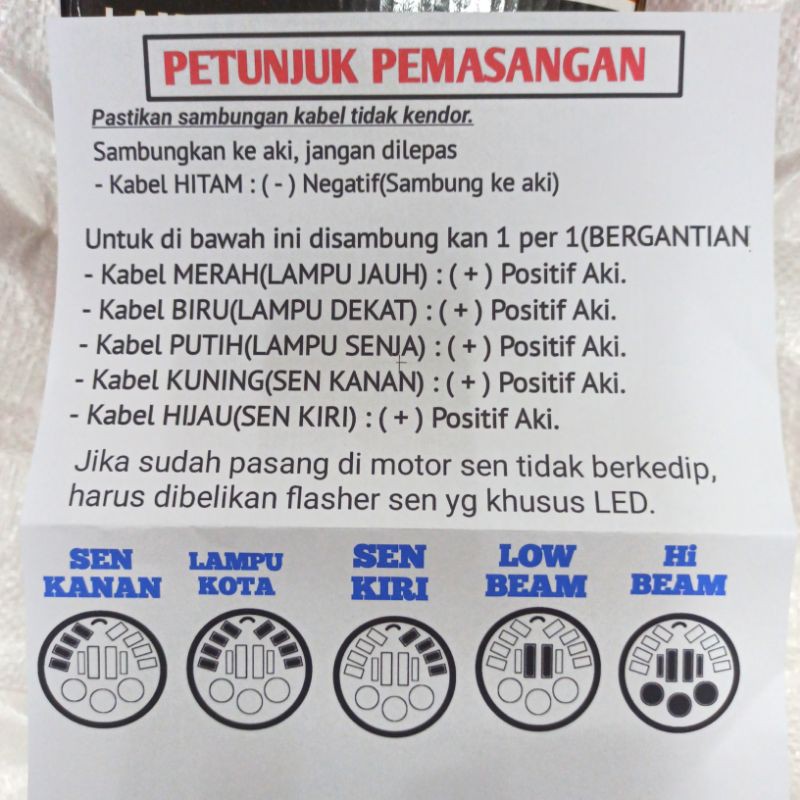 PETUNJUK PEMASANGAN
Pastikan sambungan kabel tidak kendor.
Sambungkan ke aki, jangan dilepas
- Kabel HITAM : ( - ) Negatif(Sambung ke aki)
Untuk di bawah ini disambung kan 1 per 1(BERGANTIAN
- Kabel MERAH(LAMPU JAUH) : ( + ) Positif Aki.
- Kabel BIRU(LAMPU DEKAT) : ( + ) Positif Aki.
- Kabel PUTIH(LAMPU SENJA) : ( + ) Positif Aki.
- Kabel KUNING(SEN KANAN) : ( + ) Positif Aki.
- Kabel HIJAU(SEN KIRI) : ( + ) Positif Aki.
Jika sudah pasang di motor sen tidak berkedip,
harus dibelikan flasher sen yg khusus LED.
SEN
KANAN
LAMPU
KOTA
SEN
KIRI
LOW
BEAM
Hi
BEAM